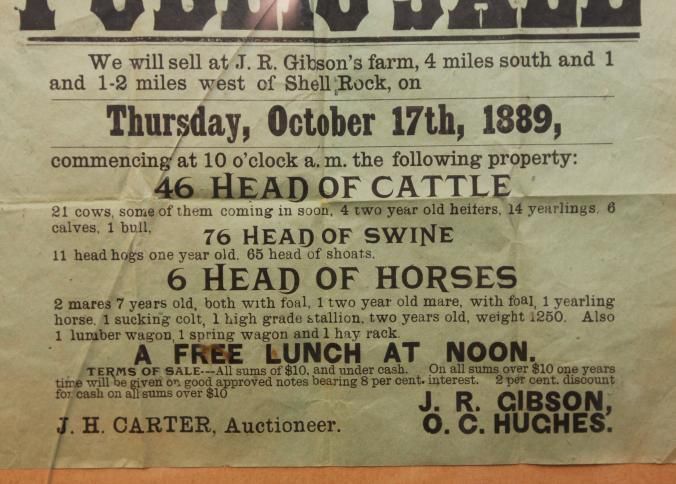 PUBLIC SALE
We will sell at J. R. Gibson's farm, 4 miles south and 1
and 1-2 miles west of Shell Rock, on
Thursday, October 17th, 1889,
commencing at 10 o'clock a. m. the following property:
46 HEAD OF CATTLE
21 cows, some of them coming in soon, 4 two year old heifers, 14 yearlings, 6
calves, 1 bull.
76 HEAD OF SWINE
11 head hogs one year old, 65 head of shoats.
6 HEAD OF HORSES
2 mares 7 years old, both with foal, 1 two year old mare, with foal, 1 yearling
horse, 1 sucking colt, 1 high grade stallion, two years old, weight 1250. Also
1 lumber wagon, 1 spring wagon and 1 hay rack.
A FREE LUNCH AT NOON.
TERMS OF SALE---All sums of $10, and under cash. On all sums over $10 one years
time will be given on good approved notes bearing 8 per cent. interest. 2 per cent. discount
for cash on all sums over $10
J. R. GIBSON,
J. H. CARTER, Auctioneer. O. C. HUGHES.